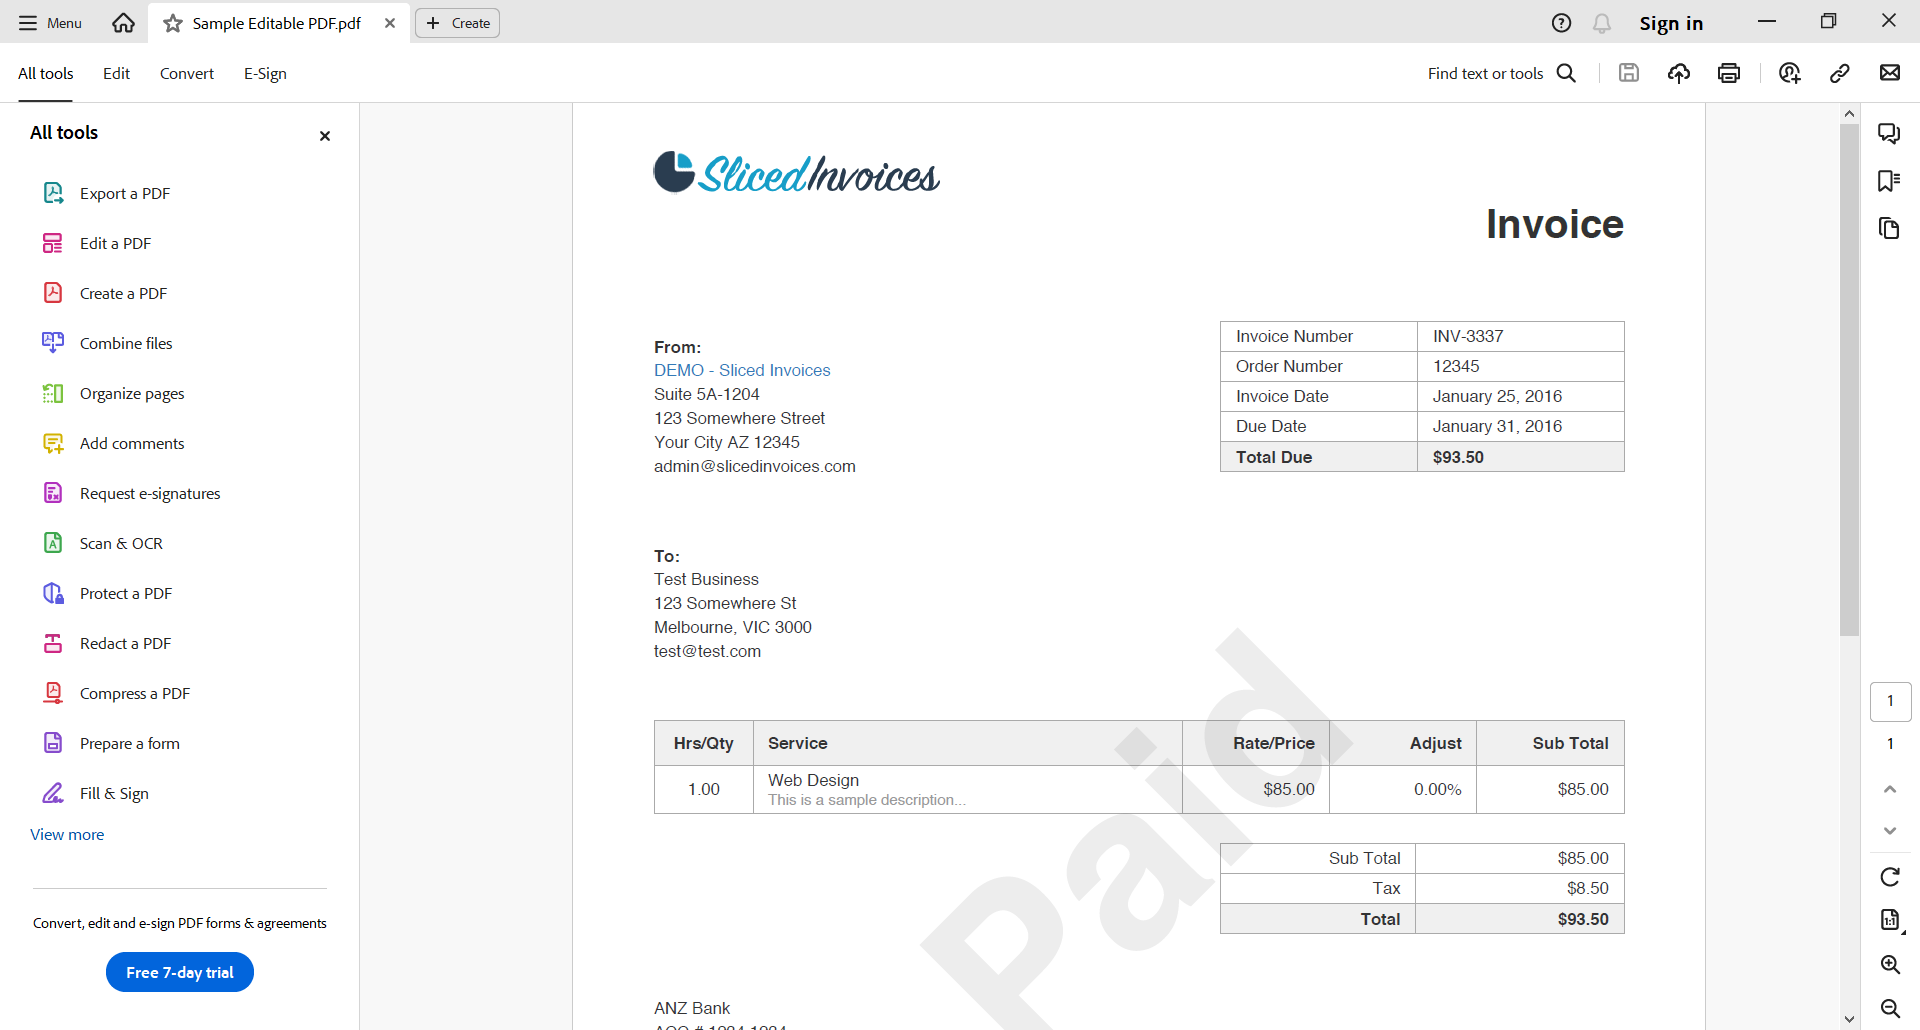 Menu
Sample Editable PDF.pdf
Create
Sign in
All tools
Edit
Convert
E-Sign
Find text or tools
All tools
Export a PDF
Edit a PDF
Create a PDF
Combine files
Organize pages
Add comments
Request e-signatures
Scan & OCR
Protect a PDF
Redact a PDF
Compress a PDF
Prepare a form
Fill & Sign
View more
Convert, edit and e-sign PDF forms & agreements
Free 7-day trial
SlicedInvoices
Invoice
From:
DEMO - Sliced Invoices
Suite 5A-1204
123 Somewhere Street
Your City AZ 12345
admin@slicedinvoices.com
Invoice Number INV-3337
Order Number 12345
Invoice Date January 25, 2016
Due Date January 31, 2016
Total Due $93.50
To:
Test Business
123 Somewhere St
Melbourne, VIC 3000
test@test.com
Hrs/Qty Service Rate/Price Adjust Sub Total
1.00 Web Design $85.00 0.00% $85.00
This is a sample description...
Sub Total $85.00
Tax $8.50
Total $93.50
Paid
ANZ Bank
ACC # 1234 1234
1
1
1:1